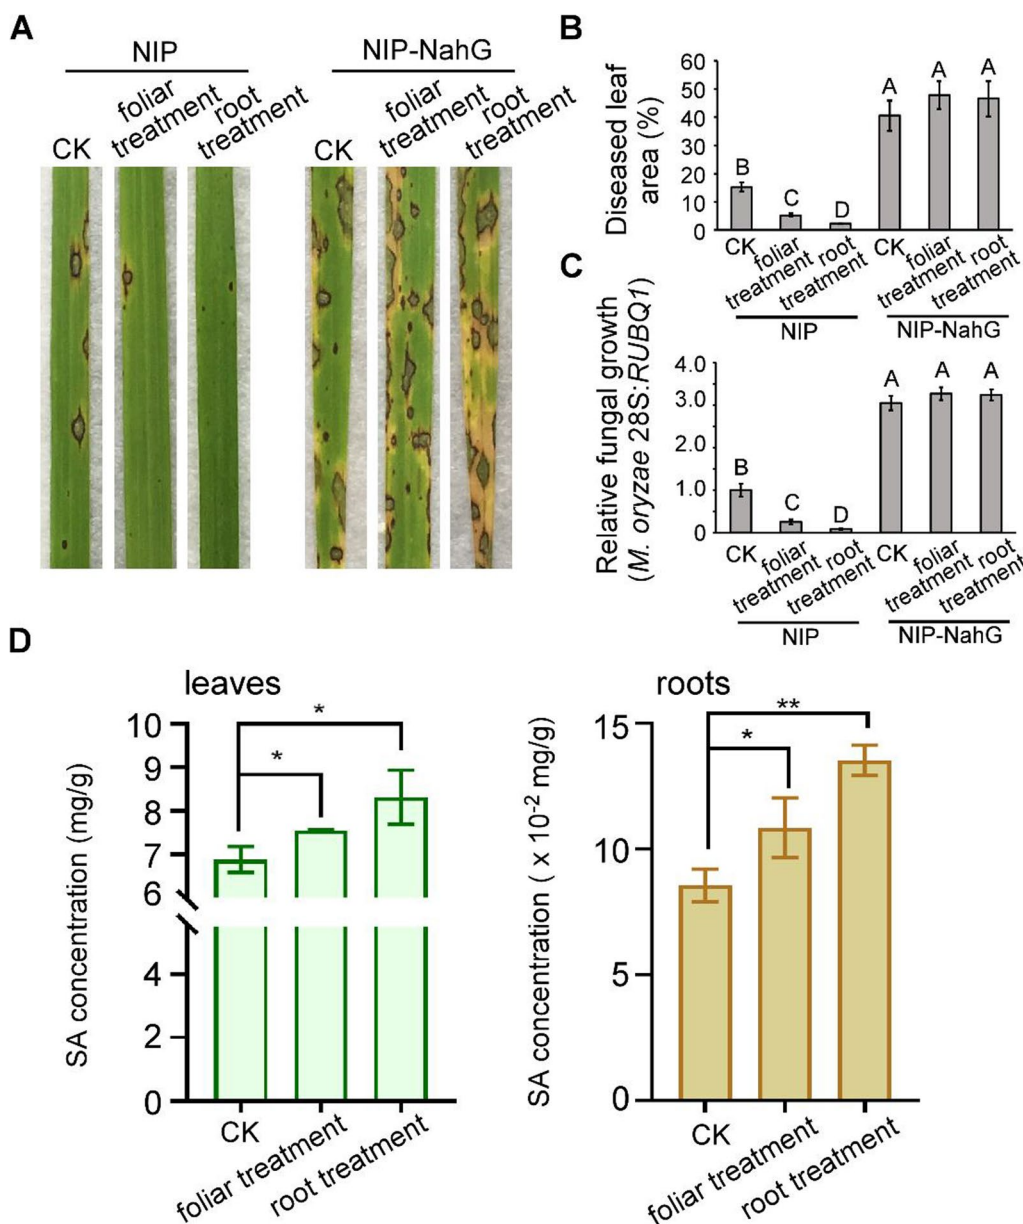 A
NIP
NIP-NahG
CK
foliar
treatment
root
treatment
CK
foliar
treatment
root
treatment
B
Diseased leaf
area (%)
60
50
40
30
20
10
0
B
C
D
A
A
A
CK
foliar
treatment
root
treatment
CK
foliar
treatment
root
treatment
NIP
NIP-NahG
C
Relative fungal growth
(M. oryzae 28S:RUBQ1)
4.0
3.0
2.0
1.0
0
B
C
D
A
A
A
CK
foliar
treatment
root
treatment
CK
foliar
treatment
root
treatment
NIP
NIP-NahG
D
leaves
SA concentration (mg/g)
10
9
8
7
6
4
2
0
*
*
CK
foliar treatment
root treatment
roots
SA concentration ( x 10-2 mg/g)
15
10
5
0
**
*
CK
foliar treatment
root treatment